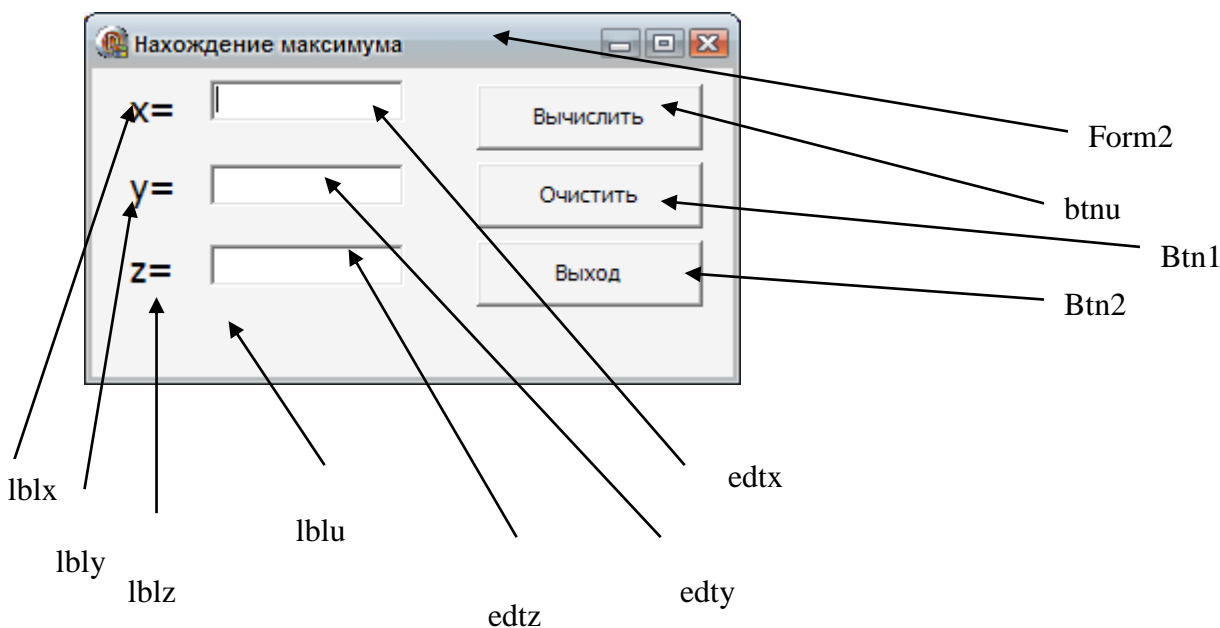 Нахождение максимума
x=
Вычислить
Form2
y=
Очистить
btnu
Btn1
z=
Выход
Btn2
lblx
edtx
lblu
lbly
lblz
edty
edtz